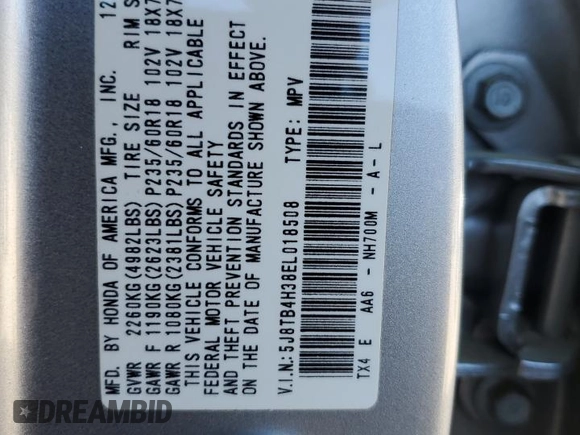 MFD. BY HONDA OF AMERICA MFG., INC. 12
GVWR 2260KG(4982LBS) TIRE SIZE RIM S
GAWR F 1190KG(2623LBS)P235/60R18 102V 18X7
GAWR R 1080KG(2381LBS)P235/60R18 102V 18X7
THIS VEHICLE CONFORMS TO ALL APPLICABLE
FEDERAL MOTOR VEHICLE SAFETY
AND THEFT PREVENTION STANDARDS IN EFFECT
ON THE DATE OF MANUFACTURE SHOWN ABOVE.
V.I.N.: 5J8TB4H38EL018508 TYPE: MPV
TX4 E AA6 - NH700M - A - L
DREAMBID